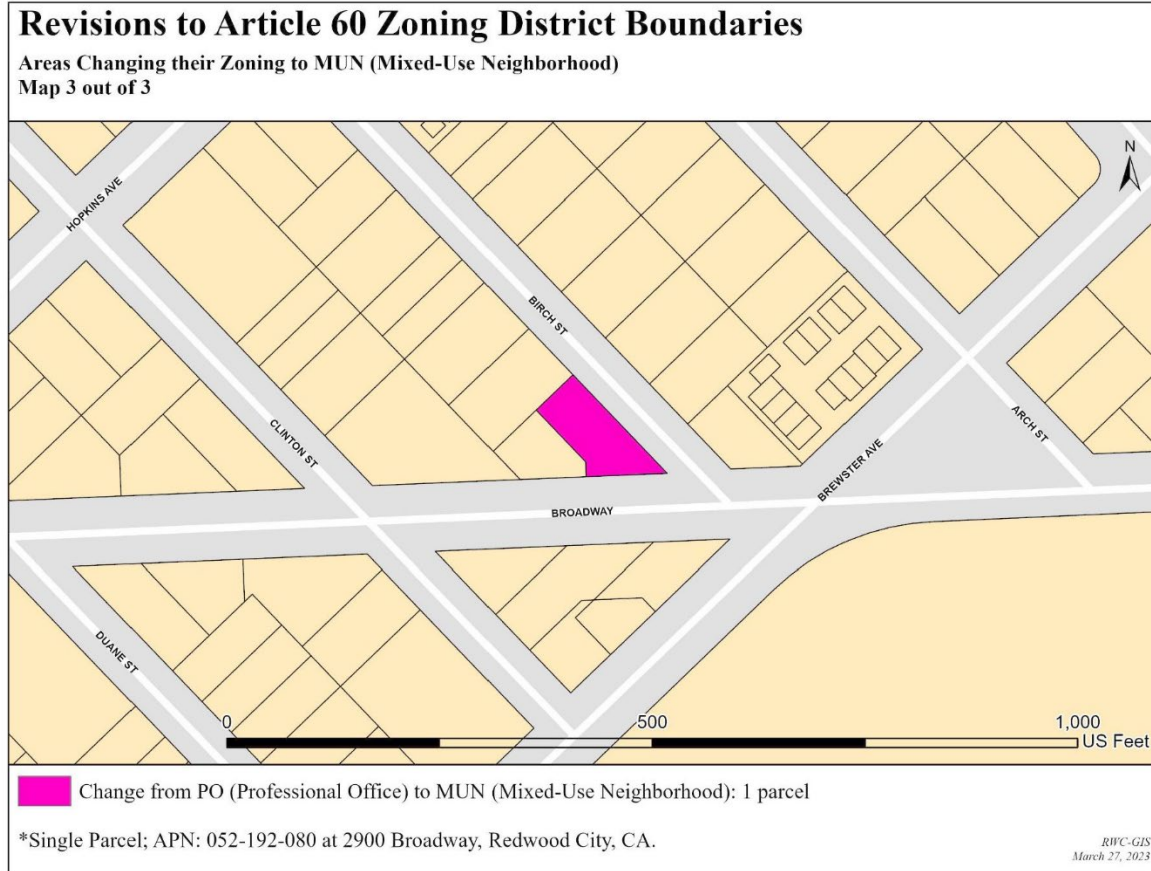 Revisions to Article 60 Zoning District Boundaries
Areas Changing their Zoning to MUN (Mixed-Use Neighborhood)
Map 3 out of 3
N
HOPKINS AVE
BIRCH ST
CLINTON ST
ARCH ST
BREWSTER AVE
BROADWAY
DUANE ST
0 500 1,000
US Feet
Change from PO (Professional Office) to MUN (Mixed-Use Neighborhood): 1 parcel
*Single Parcel; APN: 052-192-080 at 2900 Broadway, Redwood City, CA.
RWC-GIS
March 27, 2023